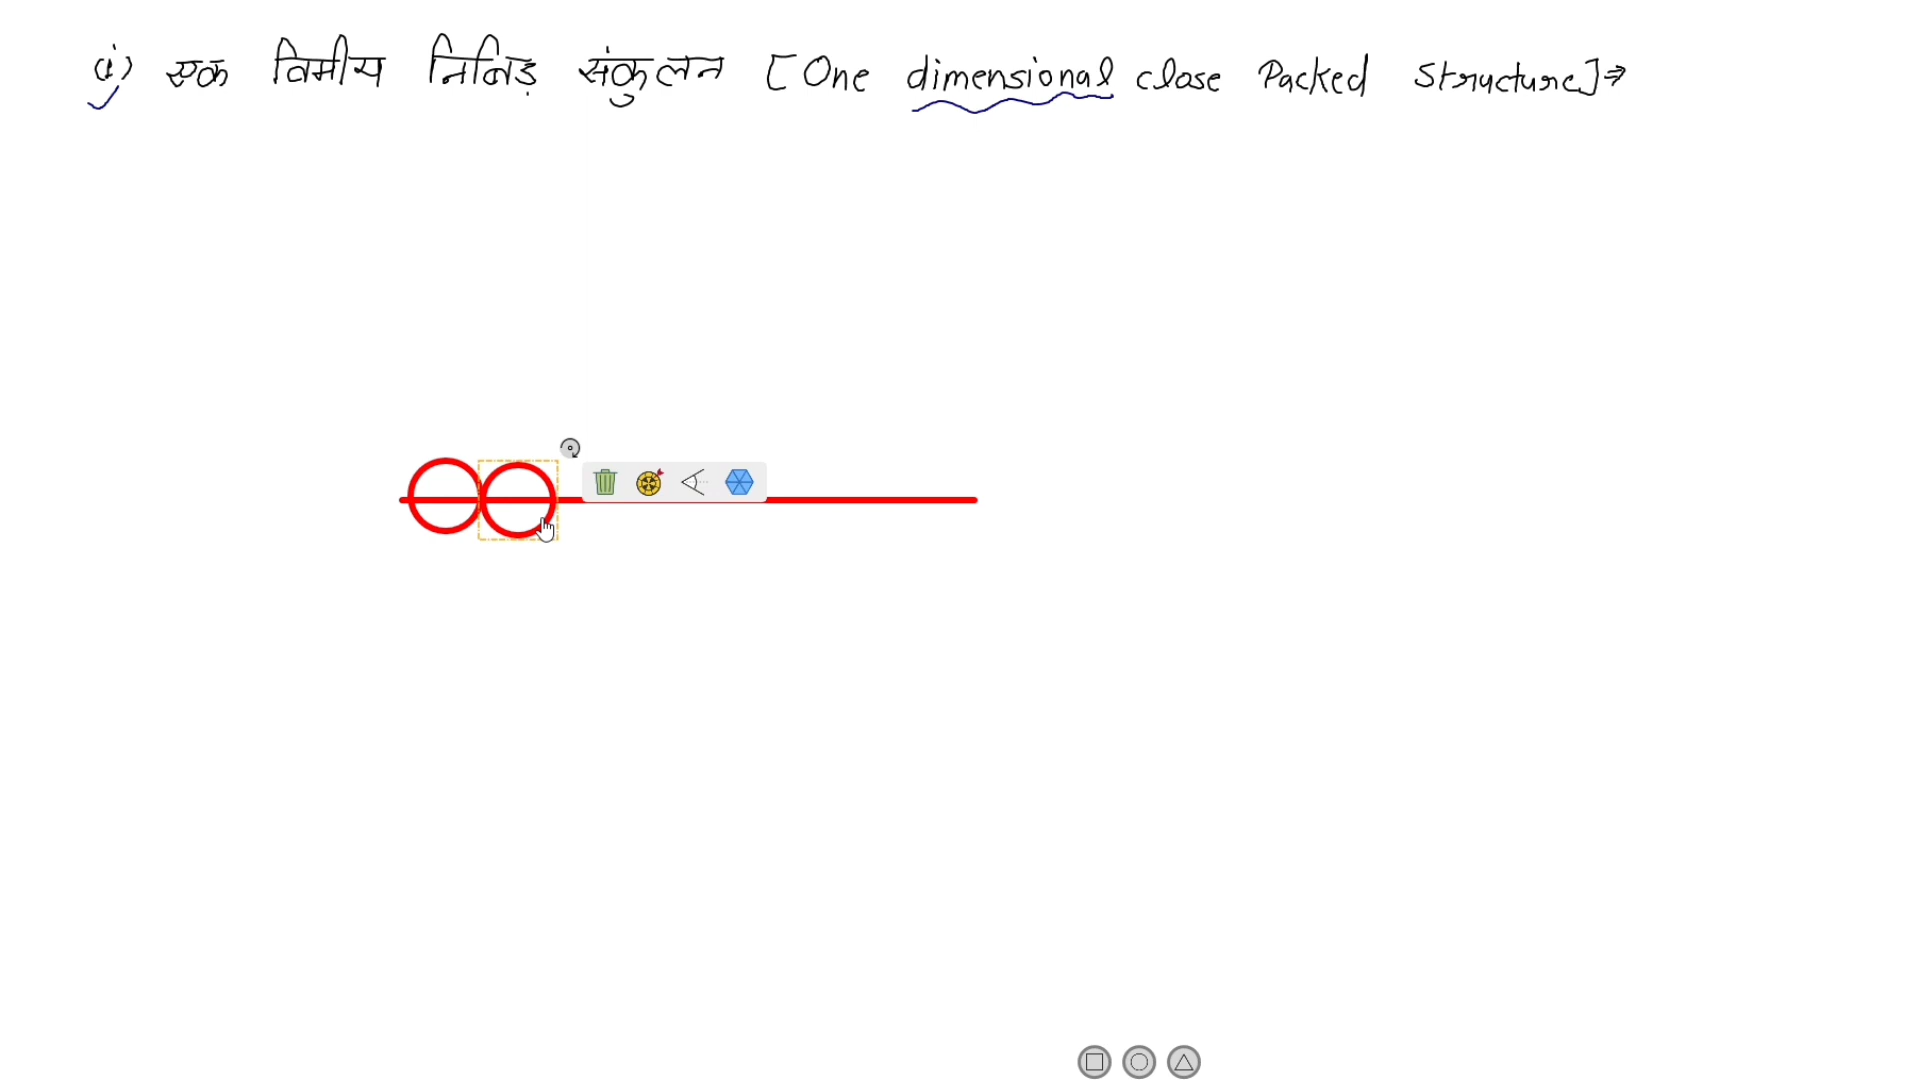 (i) एक विमीय निबिड़ संकुलन [One dimensional close Packed Structure]⇒